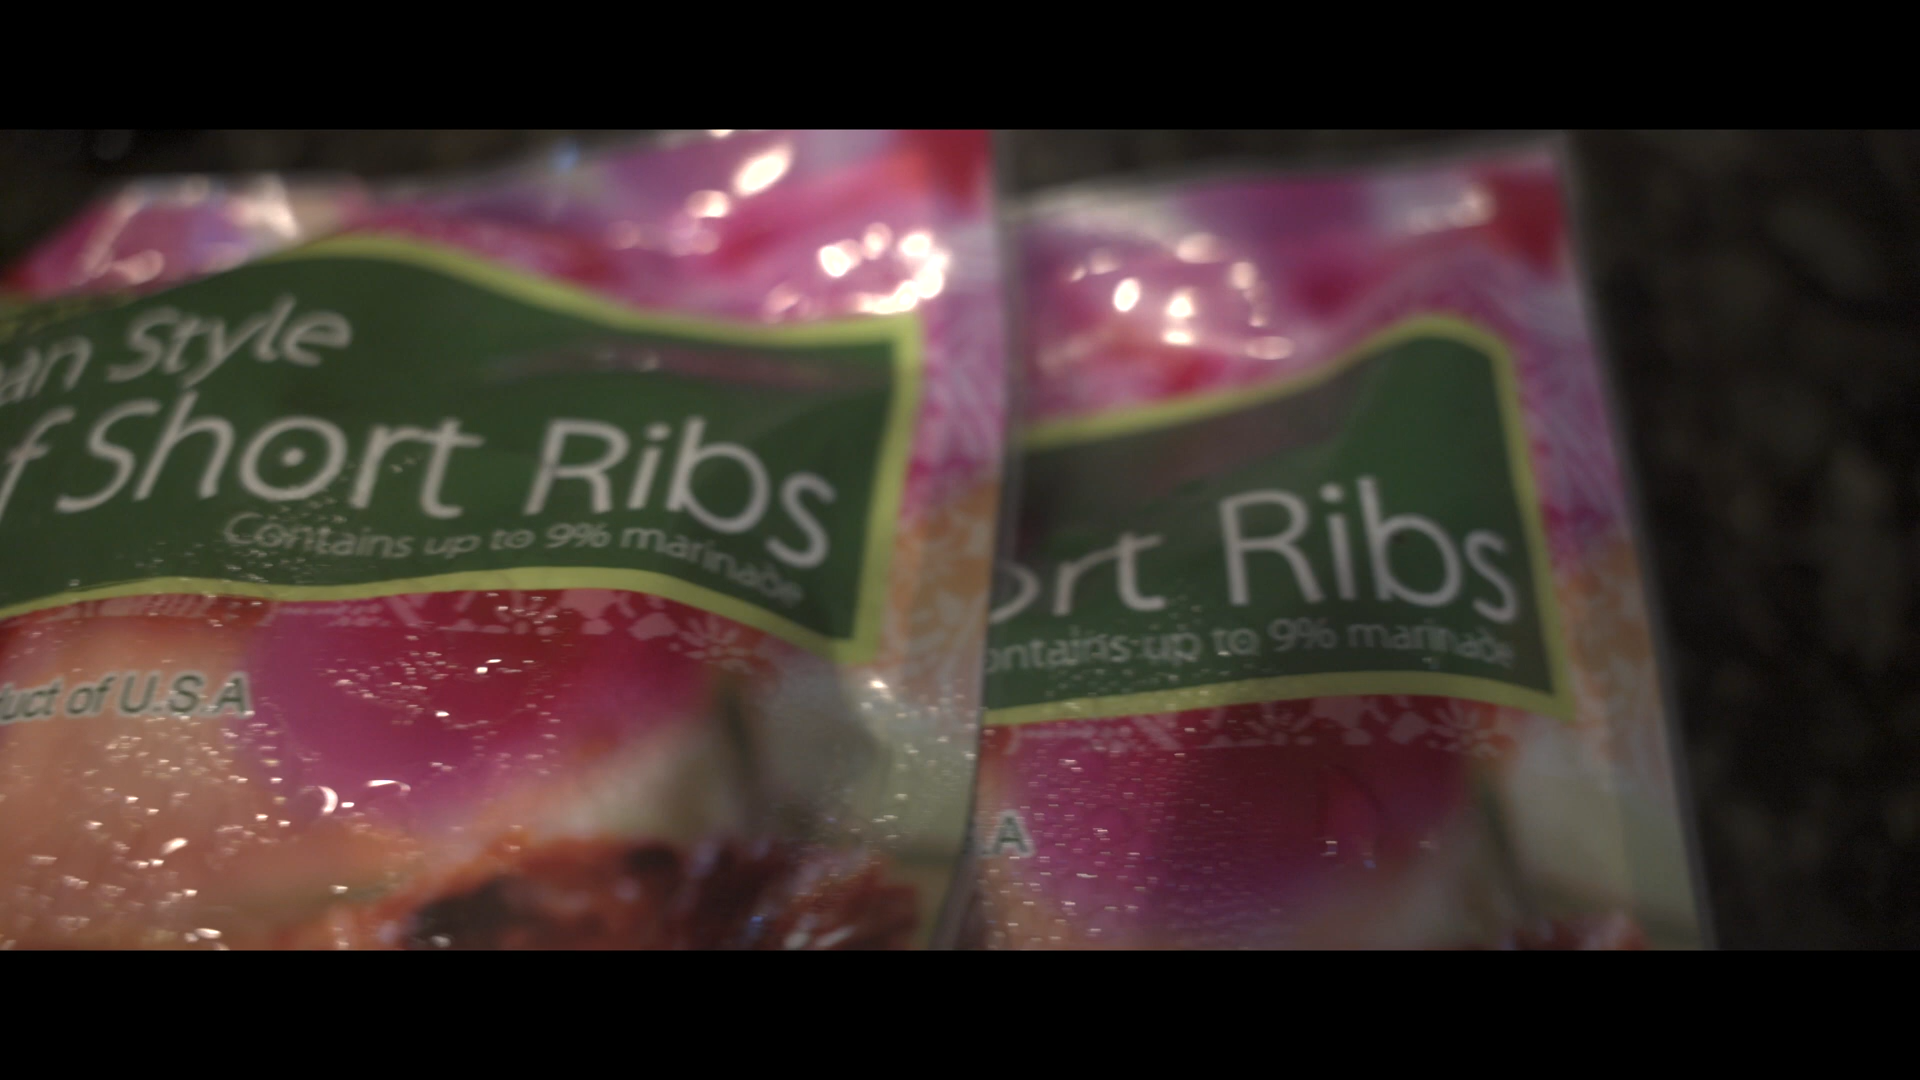 an Style
f Short Ribs
Contains up to 9% marinade
uct of U.S.A
ort Ribs
ontains up to 9% marinade
.A